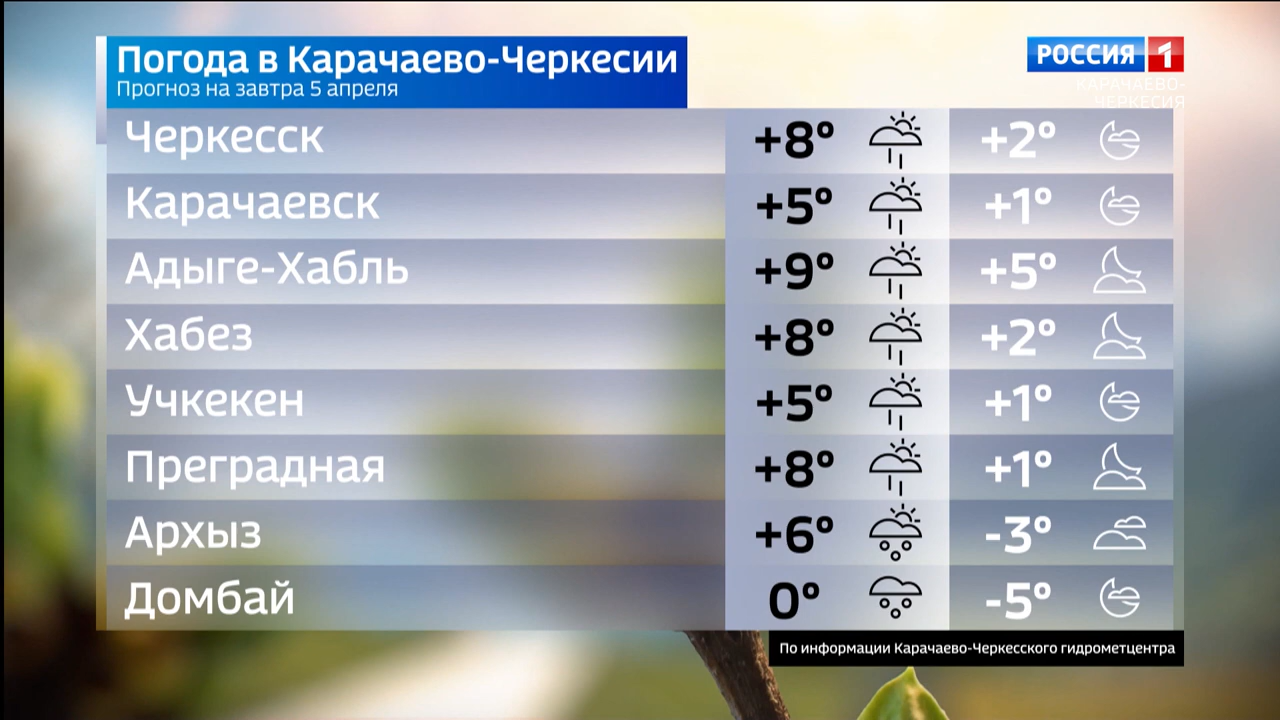 Погода в Карачаево-Черкесии
Прогноз на завтра 5 апреля
РОССИЯ 1
КАРАЧАЕВО-
ЧЕРКЕСИЯ
Черкесск +8° +2°
Карачаевск +5° +1°
Адыге-Хабль +9° +5°
Хабез +8° +2°
Учкекен +5° +1°
Преградная +8° +1°
Архыз +6° -3°
Домбай 0° -5°
По информации Карачаево-Черкесского гидрометцентра